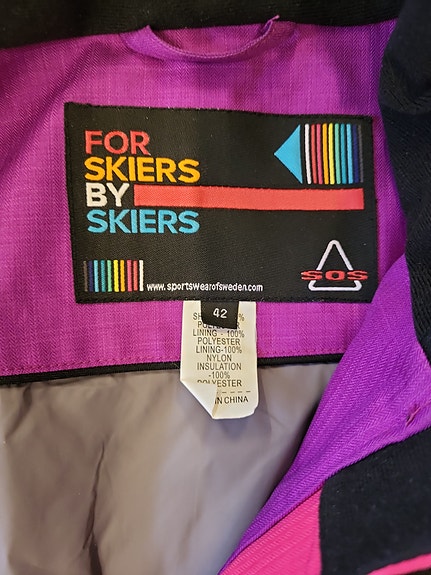 FOR
SKIERS
BY
SKIERS
www.sportswearofsweden.com
SOS
42
LINING - 100%
POLYESTER
LINING-100%
NYLON
INSULATION
-100%
POLYESTER
IN CHINA